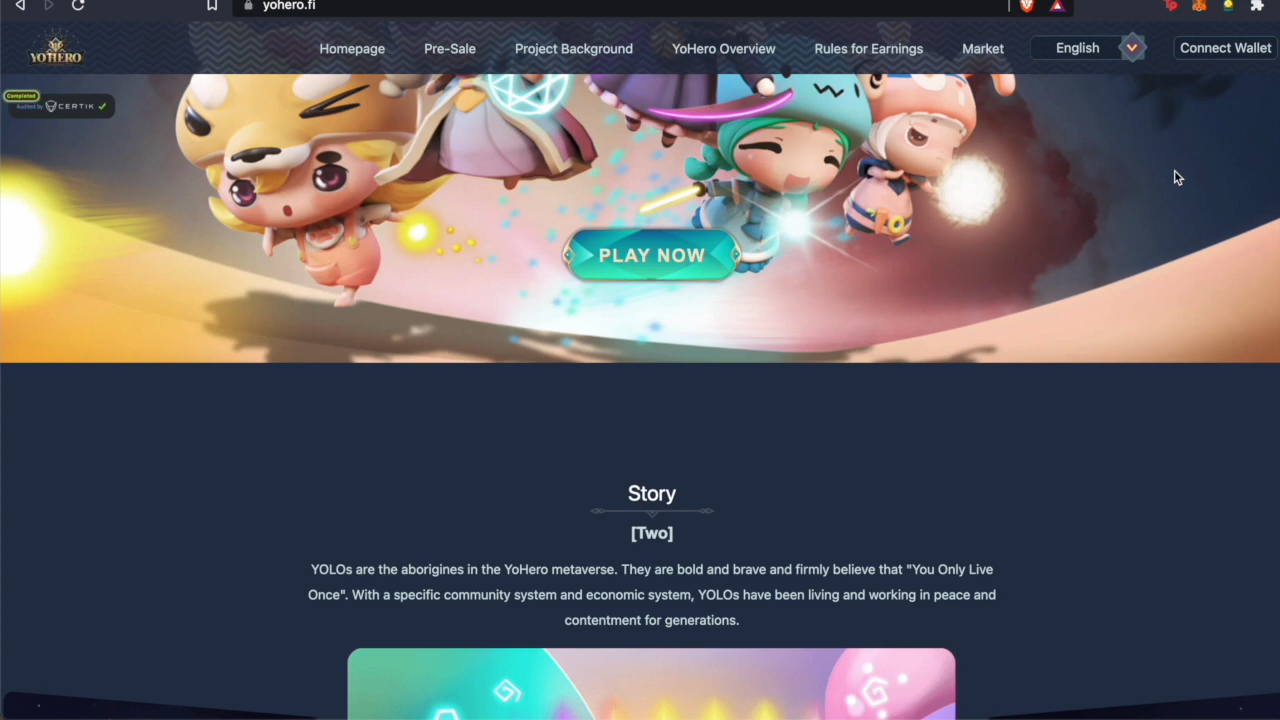 yohero.fi
YOHERO
Homepage
Pre-Sale
Project Background
YoHero Overview
Rules for Earnings
Market
English
Connect Wallet
Completed
Audited by CERTIK
PLAY NOW
Story
[Two]
YOLOs are the aborigines in the YoHero metaverse. They are bold and brave and firmly believe that "You Only Live
Once". With a specific community system and economic system, YOLOs have been living and working in peace and
contentment for generations.